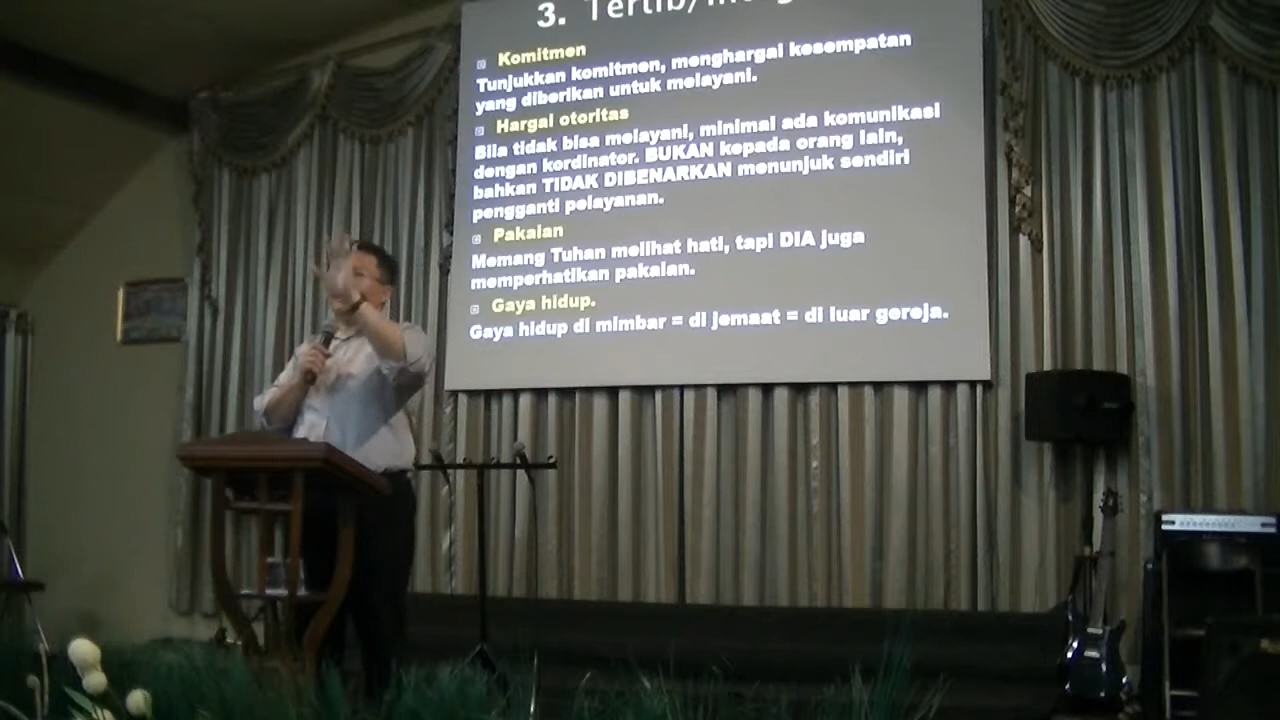 3. Tertib/
Komitmen
Tunjukkan komitmen, menghargai kesempatan
yang diberikan untuk melayani.
Hargai otoritas
Bila tidak bisa melayani, minimal ada komunikasi
dengan kordinator. BUKAN kepada orang lain,
bahkan TIDAK DIBENARKAN menunjuk sendiri
pengganti pelayanan.
Pakaian
Memang Tuhan melihat hati, tapi DIA juga
memperhatikan pakaian.
Gaya hidup.
Gaya hidup di mimbar = di jemaat = di luar gereja.